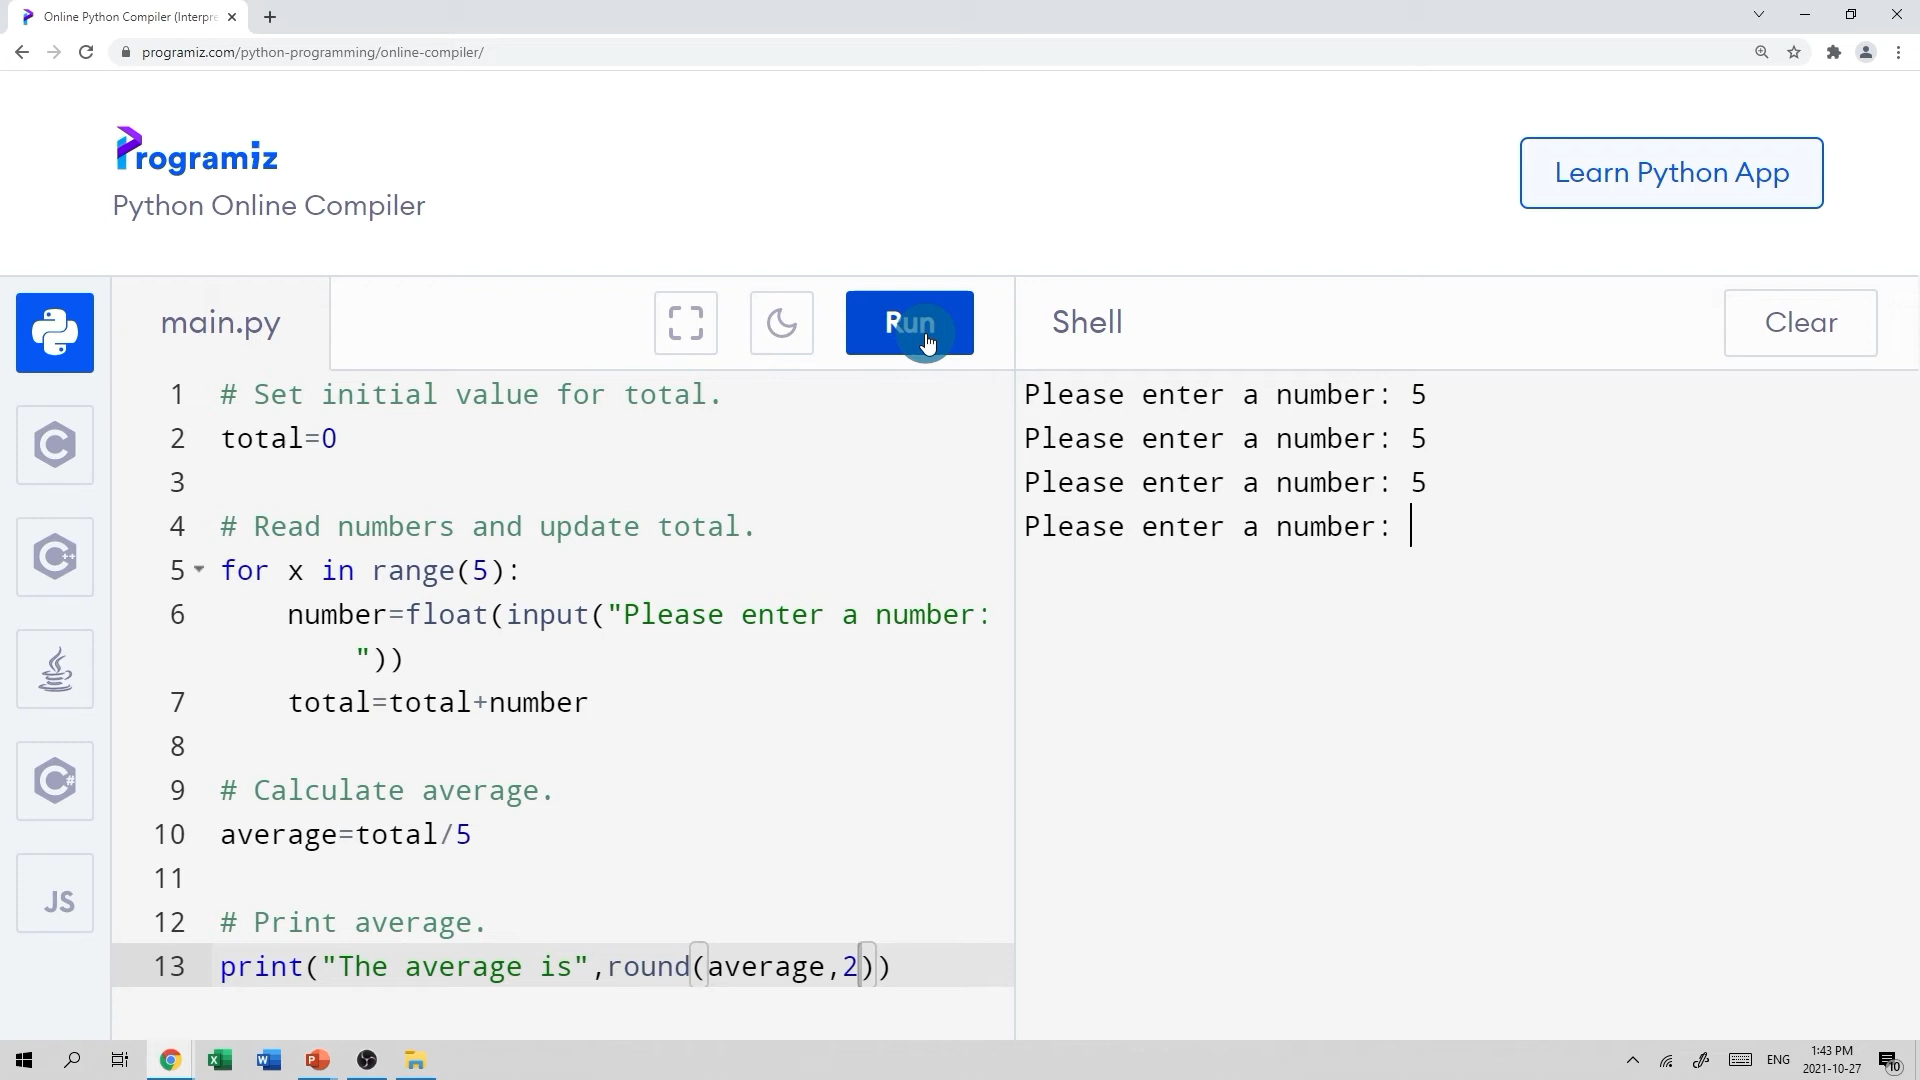 Online Python Compiler (Interpre
programiz.com/python-programming/online-compiler/
Programiz
Python Online Compiler
Learn Python App
main.py
Run
Shell
Clear
1 # Set initial value for total.
2 total=0
3
4 # Read numbers and update total.
5 for x in range(5):
6 number=float(input("Please enter a number:
"))
7 total=total+number
8
9 # Calculate average.
10 average=total/5
11
12 # Print average.
13 print("The average is",round(average,2))
Please enter a number: 5
Please enter a number: 5
Please enter a number: 5
Please enter a number:
C
C++
C#
JS
ENG
1:43 PM
2021-10-27
10